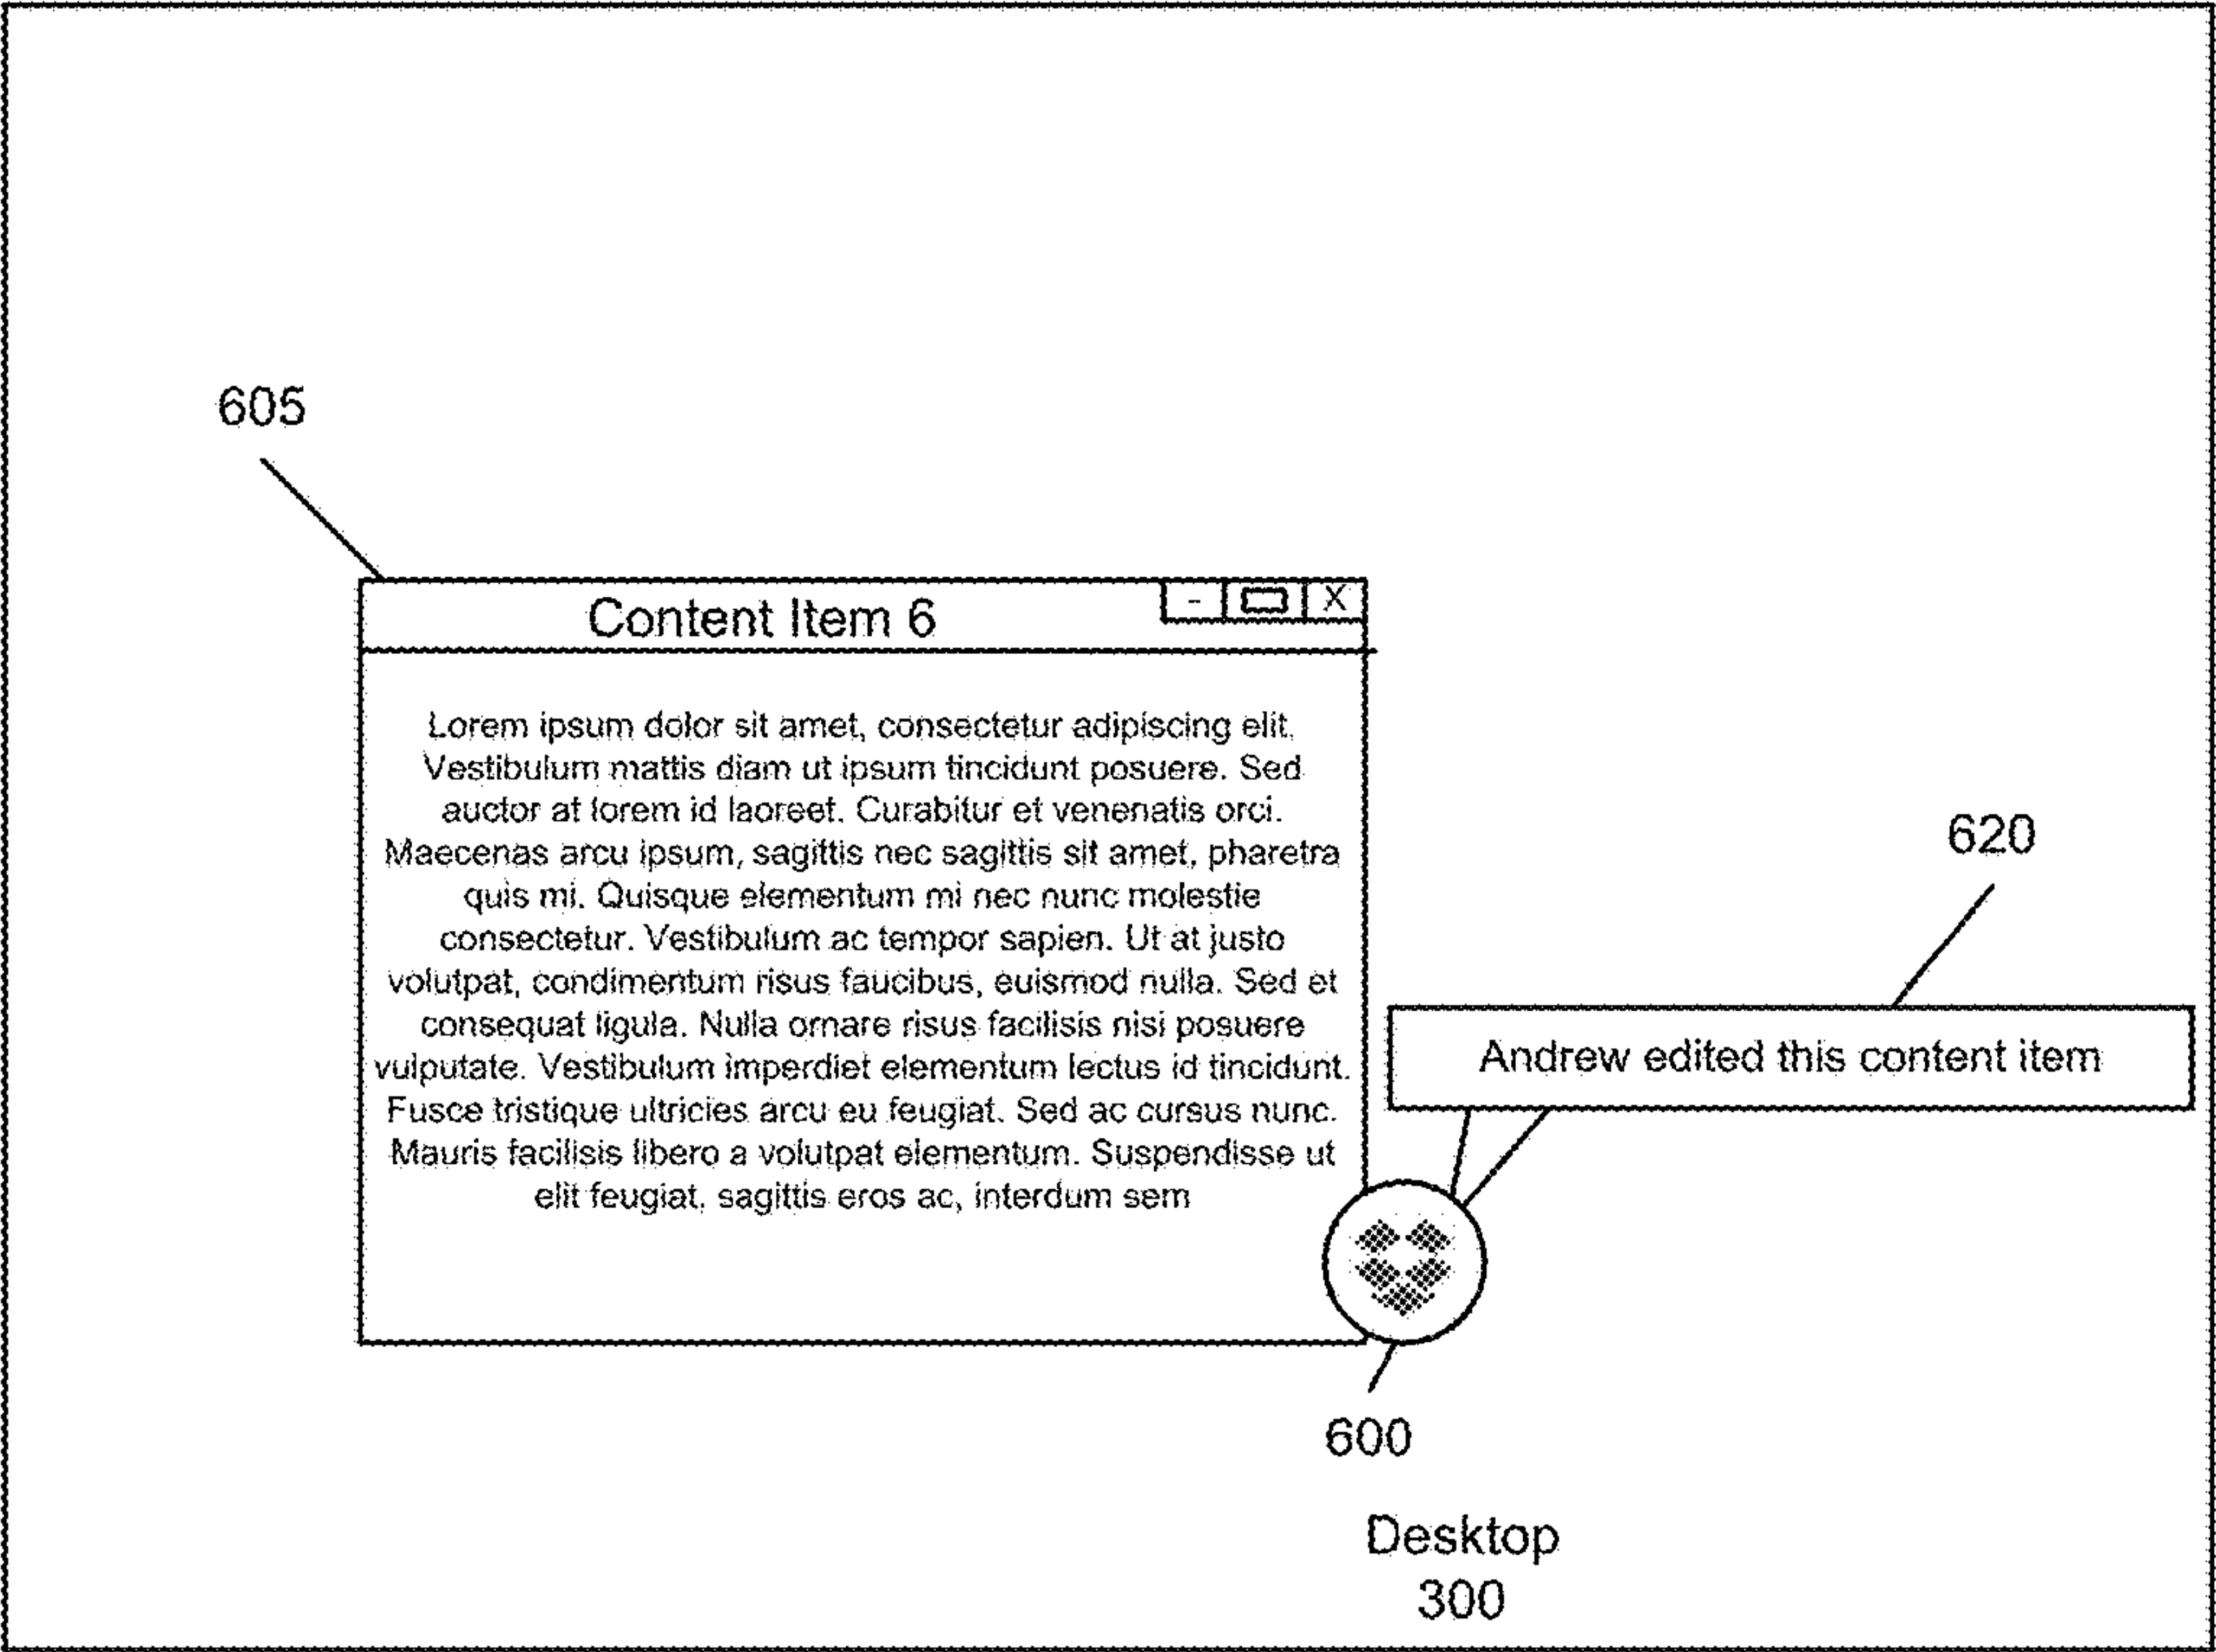 605
Content Item 6
- X
Lorem ipsum dolor sit amet, consectetur adipiscing elit.
Vestibulum mattis diam ut ipsum tincidunt posuere. Sed
auctor at lorem id laoreet. Curabitur et venenatis orci.
Maecenas arcu ipsum, sagittis nec sagittis sit amet, pharetra
quis mi. Quisque elementum mi nec nunc molestie
consectetur. Vestibulum ac tempor sapien. Ut at justo
volutpat, condimentum risus faucibus, euismod nulla. Sed et
consequat ligula. Nulla ornare risus facilisis nisi posuere
vulputate. Vestibulum imperdiet elementum lectus id tincidunt.
Fusce tristique ultricies arcu eu feugiat. Sed ac cursus nunc.
Mauris facilisis libero a volutpat elementum. Suspendisse ut
elit feugiat, sagittis eros ac, interdum sem
620
Andrew edited this content item
600
Desktop
300